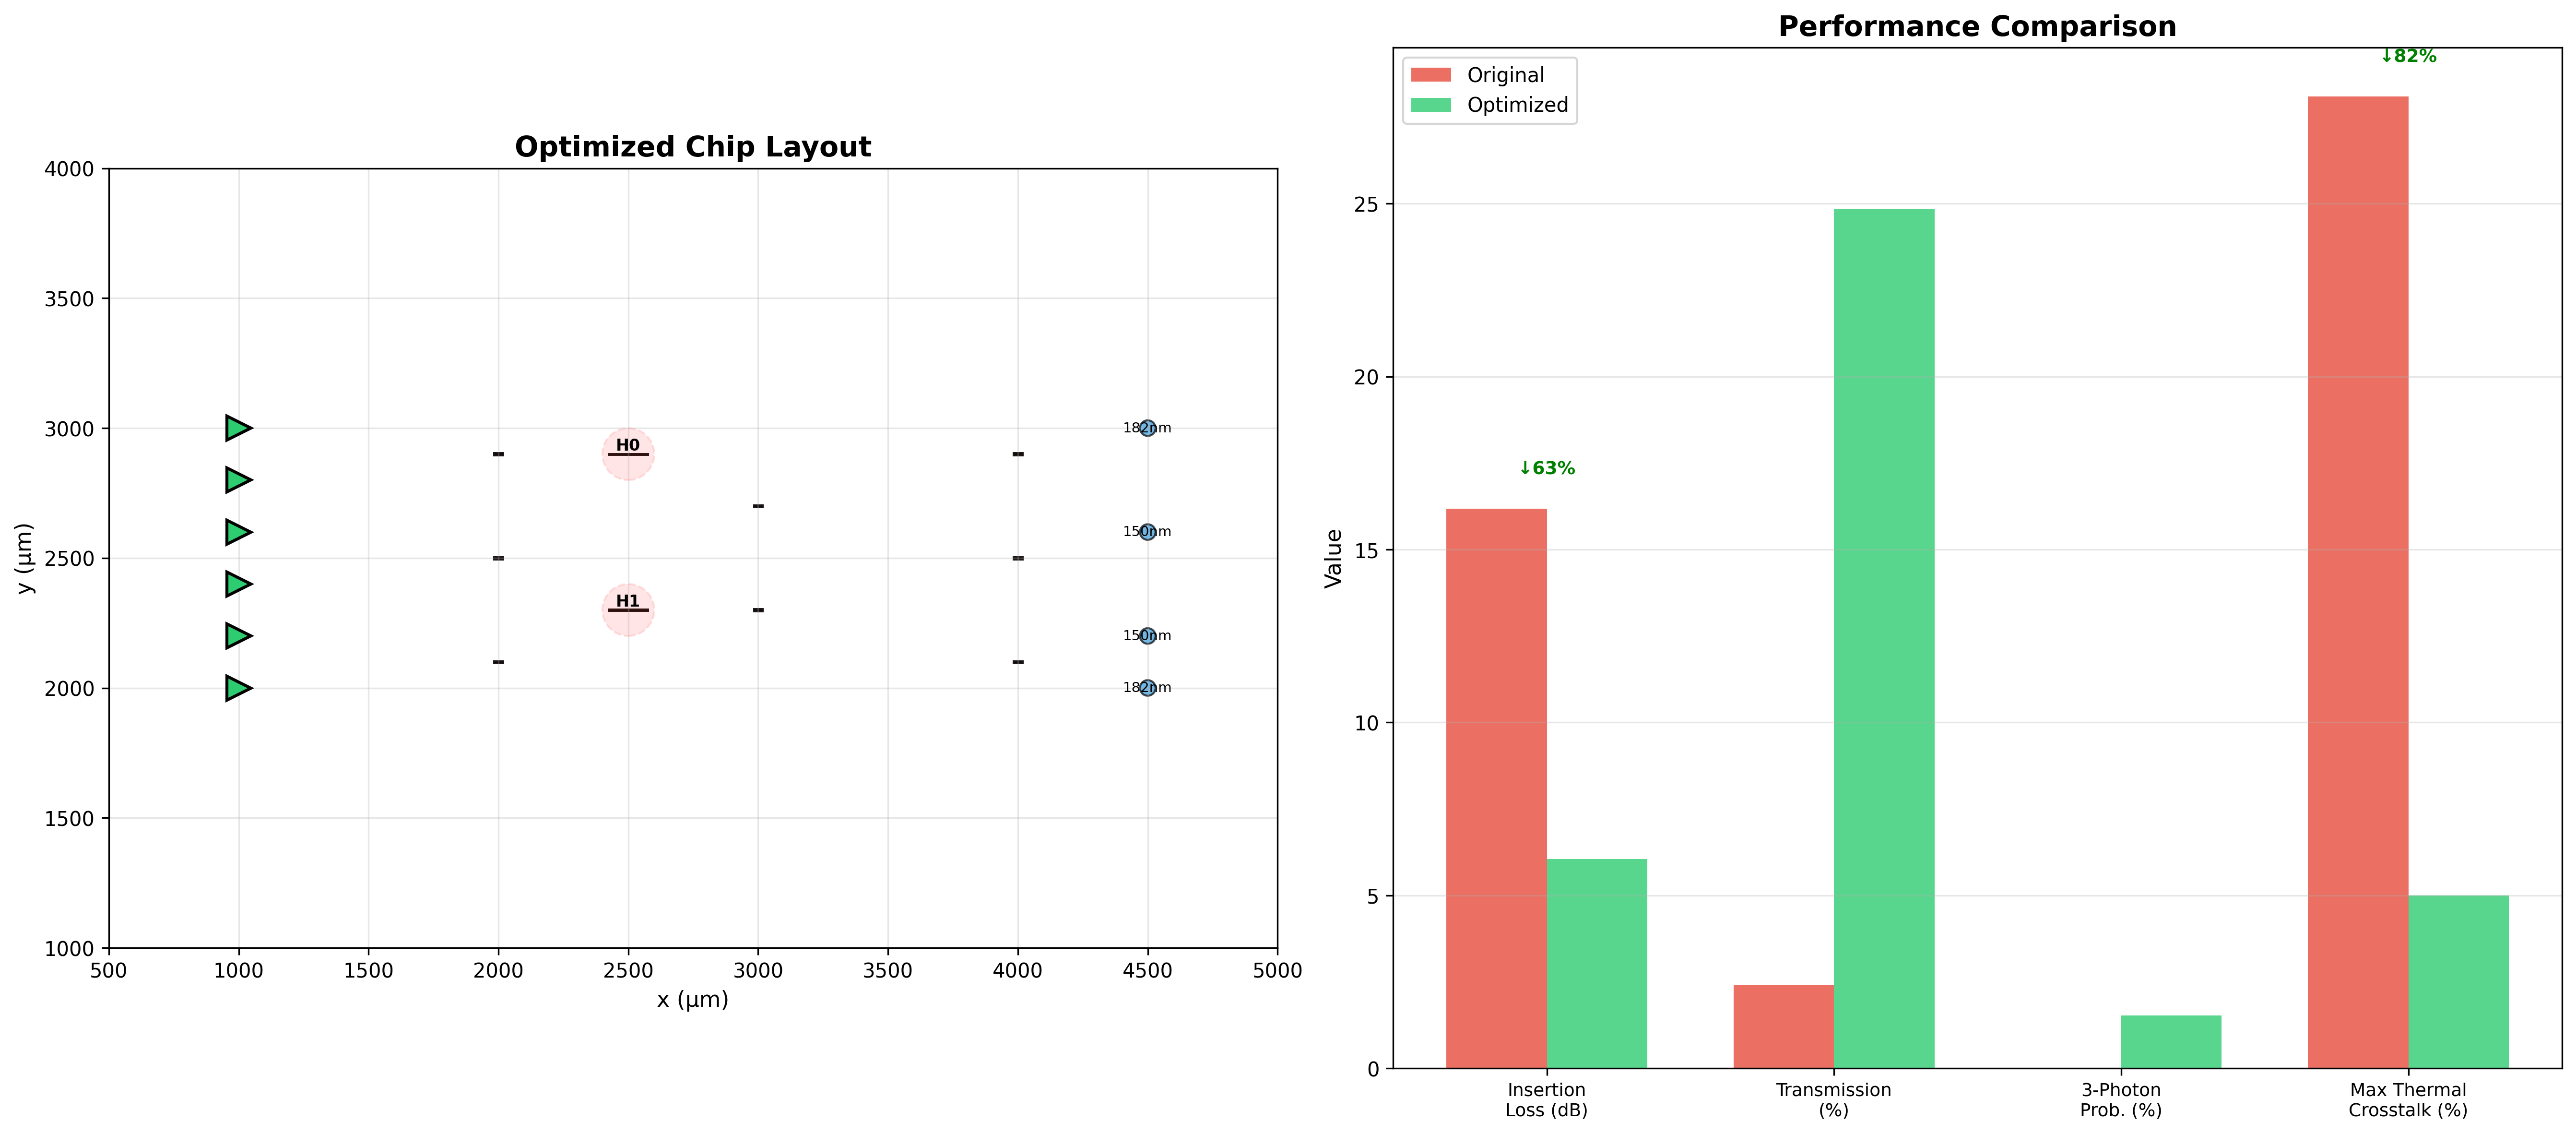 Optimized Chip Layout
4000
3500
3000
2500
2000
1500
1000
y (μm)
H0
H1
182nm
150nm
150nm
182nm
500
1000
1500
2000
2500
3000
3500
4000
4500
5000
x (μm)
Performance Comparison
Original
Optimized
↓63%
↓82%
25
20
15
10
5
0
Value
Insertion
Loss (dB)
Transmission
(%)
3-Photon
Prob. (%)
Max Thermal
Crosstalk (%)